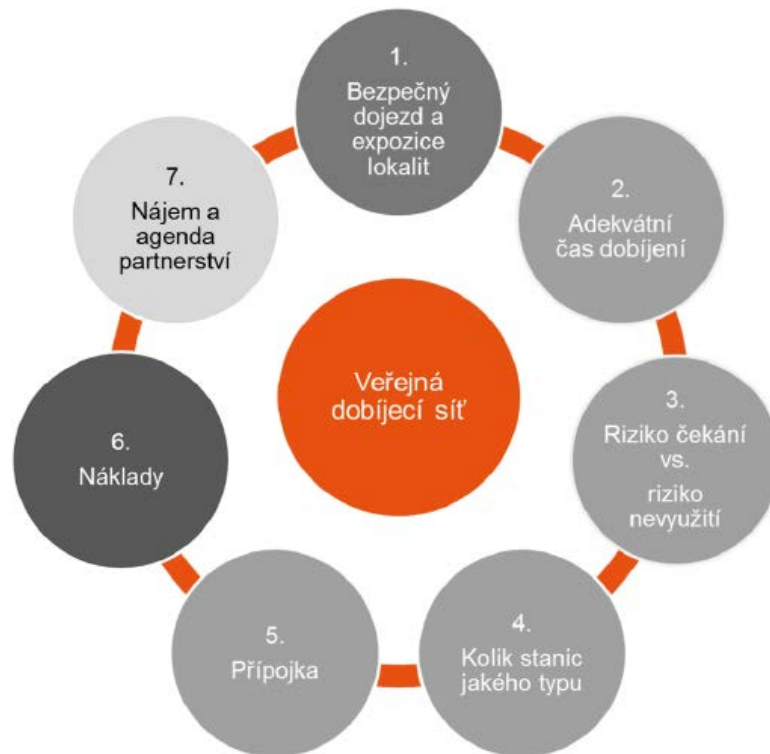 1.
Bezpečný
dojezd a
expozice
lokalit
2.
Adekvátní
čas dobíjení
3.
Riziko čekání
vs.
riziko
nevyužití
4.
Kolik stanic
jakého typu
5.
Přípojka
6.
Náklady
7.
Nájem a
agenda
partnerství
Veřejná
dobíjecí síť